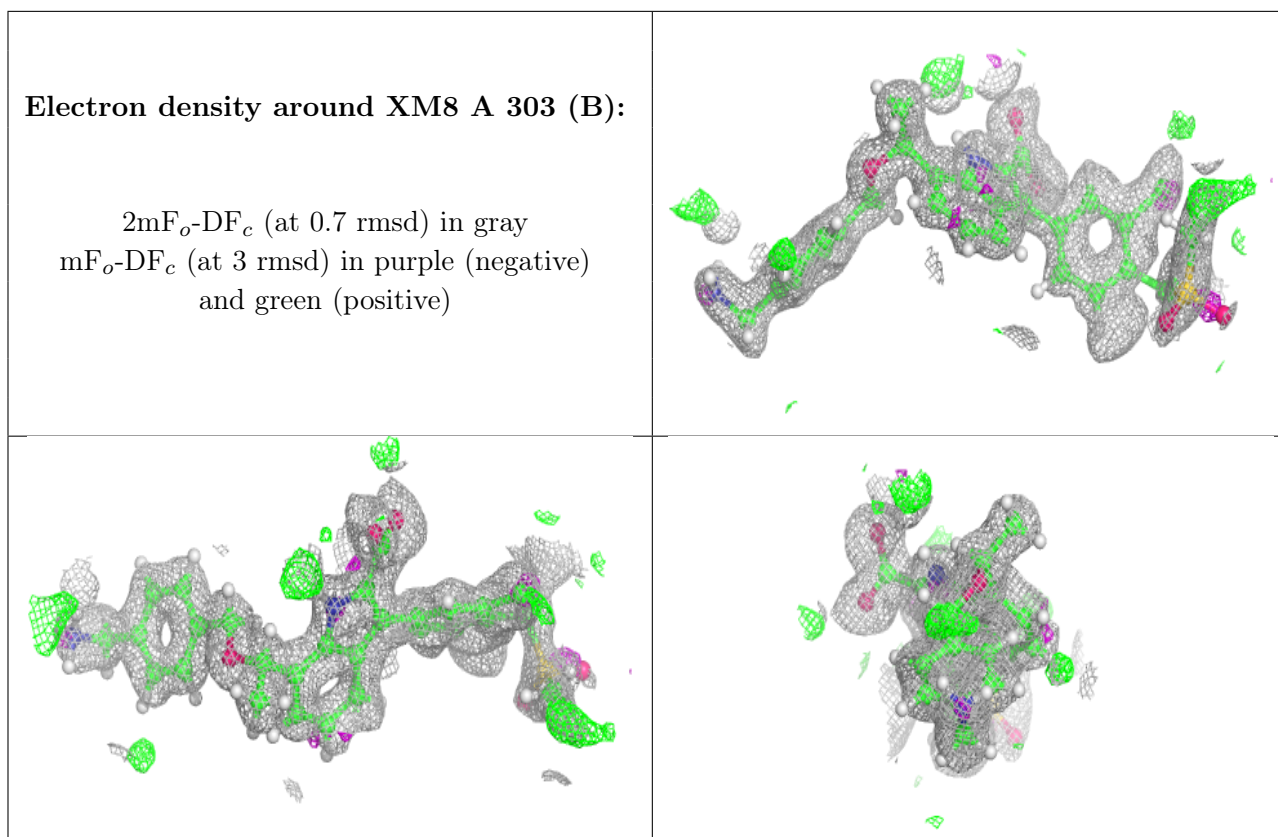 Electron density around XM8 A 303 (B):
2mFo-DFc (at 0.7 rmsd) in gray
mFo-DFc (at 3 rmsd) in purple (negative)
and green (positive)